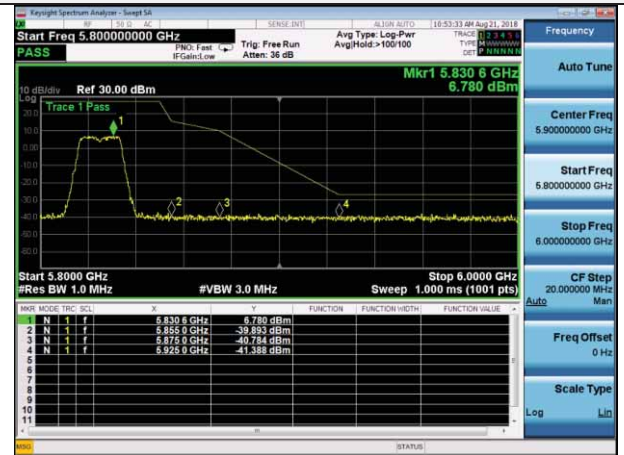 Keysight Spectrum Analyzer - Swept SA
RF 50 Ω AC SENSE:INT ALIGN AUTO 10:53:33 AM Aug 21, 2018
Start Freq 5.800000000 GHz
PASS
PNO: Fast
IFGain:Low
Trig: Free Run
Atten: 36 dB
Avg Type: Log-Pwr
Avg|Hold:>100/100
TRACE 1 2 3 4 5 6
TYPE M WWWWW
DET P NNNNN
Mkr1 5.830 6 GHz
6.780 dBm
10 dB/div Ref 30.00 dBm
Log
Trace 1 Pass
20.0
10.0
0.00
-10.0
-20.0
-30.0
-40.0
-50.0
-60.0
1
2
3
4
Start 5.8000 GHz
Stop 6.0000 GHz
#Res BW 1.0 MHz
#VBW 3.0 MHz
Sweep 1.000 ms (1001 pts)
MKR MODE TRC SCL X Y FUNCTION FUNCTION WIDTH FUNCTION VALUE
1 N 1 f 5.830 6 GHz 6.780 dBm
2 N 1 f 5.855 0 GHz -39.893 dBm
3 N 1 f 5.875 0 GHz -40.784 dBm
4 N 1 f 5.925 0 GHz -41.388 dBm
5
6
7
8
9
10
11
MSG
STATUS
Frequency
Auto Tune
Center Freq
5.900000000 GHz
Start Freq
5.800000000 GHz
Stop Freq
6.000000000 GHz
CF Step
20.000000 MHz
Auto Man
Freq Offset
0 Hz
Scale Type
Log Lin